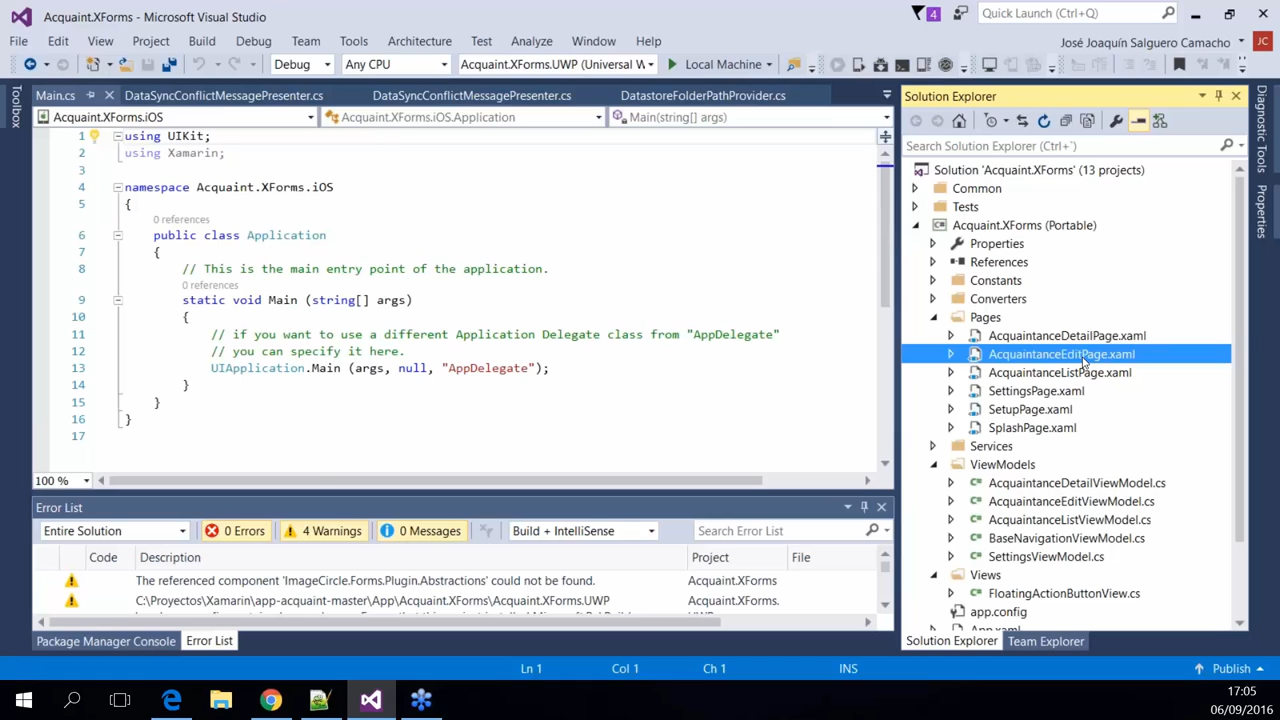 Acquaint.XForms - Microsoft Visual Studio
4
Quick Launch (Ctrl+Q)
File Edit View Project Build Debug Team Tools Architecture Test Analyze Window Help
José Joaquín Salguero Camacho
JC
Debug Any CPU Acquaint.XForms.UWP (Universal W Local Machine
Toolbox
Main.cs DataSyncConflictMessagePresenter.cs DataSyncConflictMessagePresenter.cs DatastoreFolderPathProvider.cs
Acquaint.XForms.iOS Acquaint.XForms.iOS.Application Main(string[] args)
1 using UIKit;
2 using Xamarin;
3
4 namespace Acquaint.XForms.iOS
5 {
0 references
6 public class Application
7 {
8 // This is the main entry point of the application.
0 references
9 static void Main (string[] args)
10 {
11 // if you want to use a different Application Delegate class from "AppDelegate"
12 // you can specify it here.
13 UIApplication.Main (args, null, "AppDelegate");
14 }
15 }
16 }
17
100 %
Error List
Entire Solution 0 Errors 4 Warnings 0 Messages Build + IntelliSense Search Error List
Code Description Project File
The referenced component 'ImageCircle.Forms.Plugin.Abstractions' could not be found. Acquaint.XForms
C:\Proyectos\Xamarin\app-acquaint-master\App\Acquaint.XForms\Acquaint.XForms.UWP Acquaint.XForms.
Package Manager Console Error List
Solution Explorer
Search Solution Explorer (Ctrl+¨)
Solution 'Acquaint.XForms' (13 projects)
Common
Tests
Acquaint.XForms (Portable)
Properties
References
Constants
Converters
Pages
AcquaintanceDetailPage.xaml
AcquaintanceEditPage.xaml
AcquaintanceListPage.xaml
SettingsPage.xaml
SetupPage.xaml
SplashPage.xaml
Services
ViewModels
AcquaintanceDetailViewModel.cs
AcquaintanceEditViewModel.cs
AcquaintanceListViewModel.cs
BaseNavigationViewModel.cs
SettingsViewModel.cs
Views
FloatingActionButtonView.cs
app.config
App.xaml
Solution Explorer Team Explorer
Diagnostic Tools
Properties
Ln 1 Col 1 Ch 1 INS Publish
17:05
06/09/2016